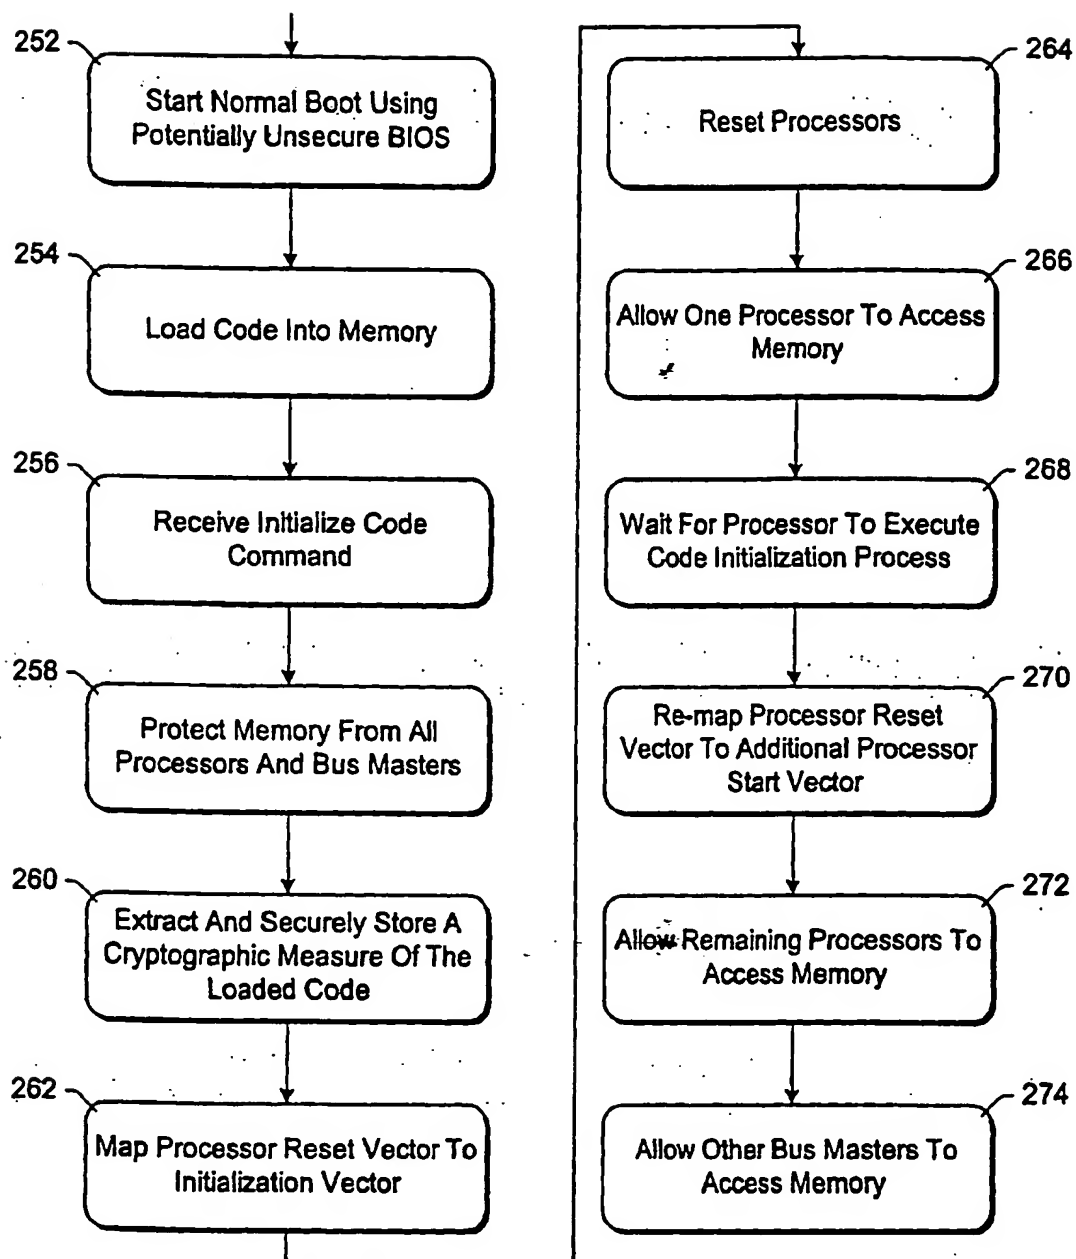 252
Start Normal Boot Using
Potentially Unsecure BIOS
254
Load Code Into Memory
256
Receive Initialize Code
Command
258
Protect Memory From All
Processors And Bus Masters
260
Extract And Securely Store A
Cryptographic Measure Of The
Loaded Code
262
Map Processor Reset Vector To
Initialization Vector
264
Reset Processors
266
Allow One Processor To Access
Memory
268
Wait For Processor To Execute
Code Initialization Process
270
Re-map Processor Reset
Vector To Additional Processor
Start Vector
272
Allow Remaining Processors To
Access Memory
274
Allow Other Bus Masters To
Access Memory